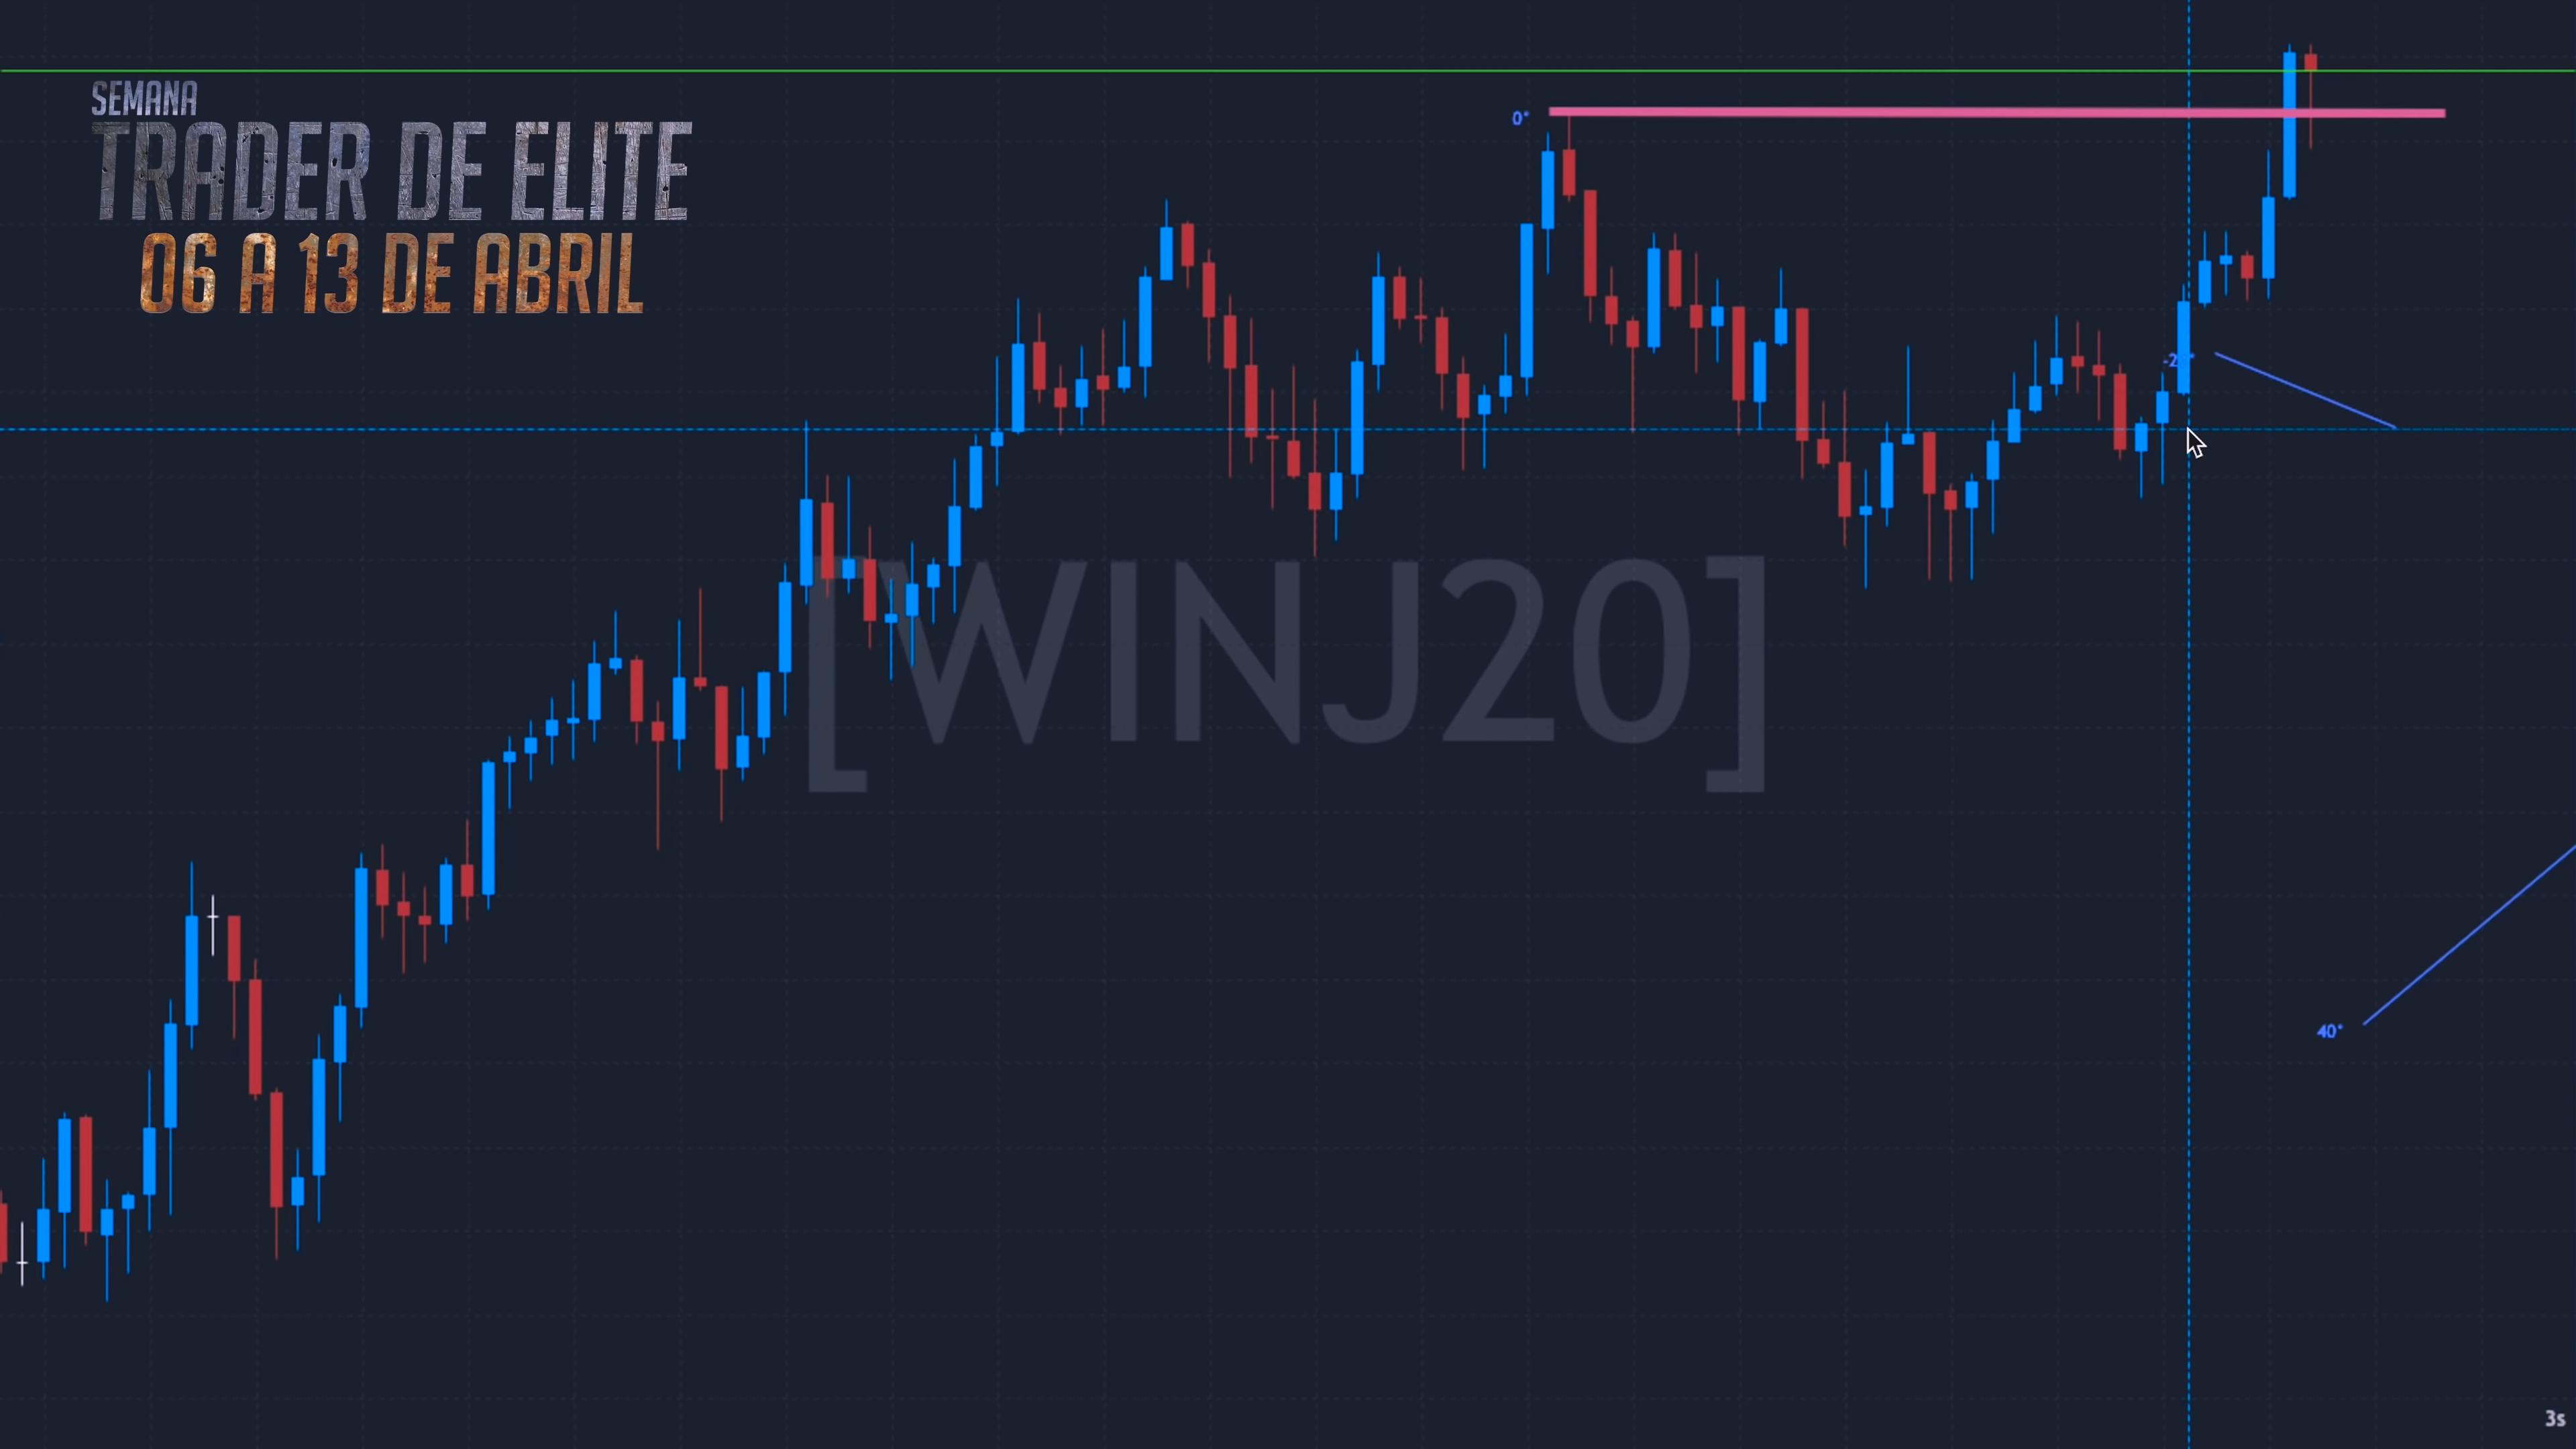 SEMANA
TRADER DE ELITE
06 A 13 DE ABRIL
0°
[WINJ20]
40°
3s